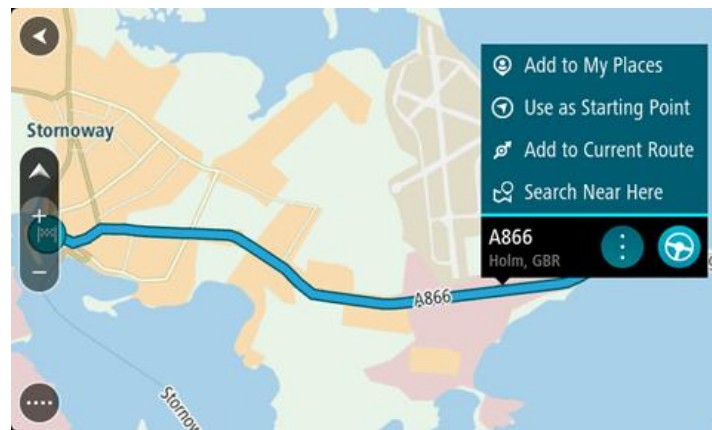 Add to My Places
Use as Starting Point
Add to Current Route
Search Near Here
A866
Holm, GBR
Stornoway
A866
Stornow